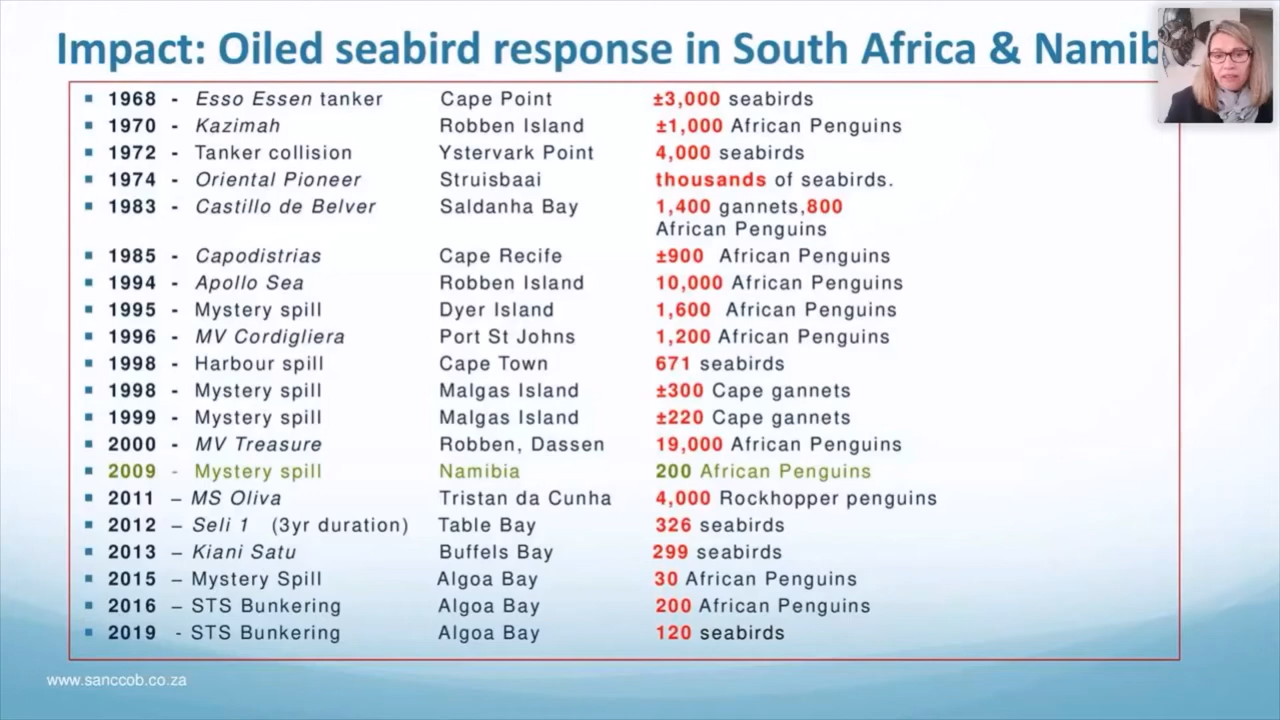 Impact: Oiled seabird response in South Africa & Namib
1968 - Esso Essen tanker Cape Point ±3,000 seabirds
1970 - Kazimah Robben Island ±1,000 African Penguins
1972 - Tanker collision Ystervark Point 4,000 seabirds
1974 - Oriental Pioneer Struisbaai thousands of seabirds.
1983 - Castillo de Belver Saldanha Bay 1,400 gannets,800
African Penguins
1985 - Capodistrias Cape Recife ±900 African Penguins
1994 - Apollo Sea Robben Island 10,000 African Penguins
1995 - Mystery spill Dyer Island 1,600 African Penguins
1996 - MV Cordigliera Port St Johns 1,200 African Penguins
1998 - Harbour spill Cape Town 671 seabirds
1998 - Mystery spill Malgas Island ±300 Cape gannets
1999 - Mystery spill Malgas Island ±220 Cape gannets
2000 - MV Treasure Robben, Dassen 19,000 African Penguins
2009 - Mystery spill Namibia 200 African Penguins
2011 – MS Oliva Tristan da Cunha 4,000 Rockhopper penguins
2012 – Seli 1 (3yr duration) Table Bay 326 seabirds
2013 – Kiani Satu Buffels Bay 299 seabirds
2015 – Mystery Spill Algoa Bay 30 African Penguins
2016 – STS Bunkering Algoa Bay 200 African Penguins
2019 - STS Bunkering Algoa Bay 120 seabirds
www.sanccob.co.za